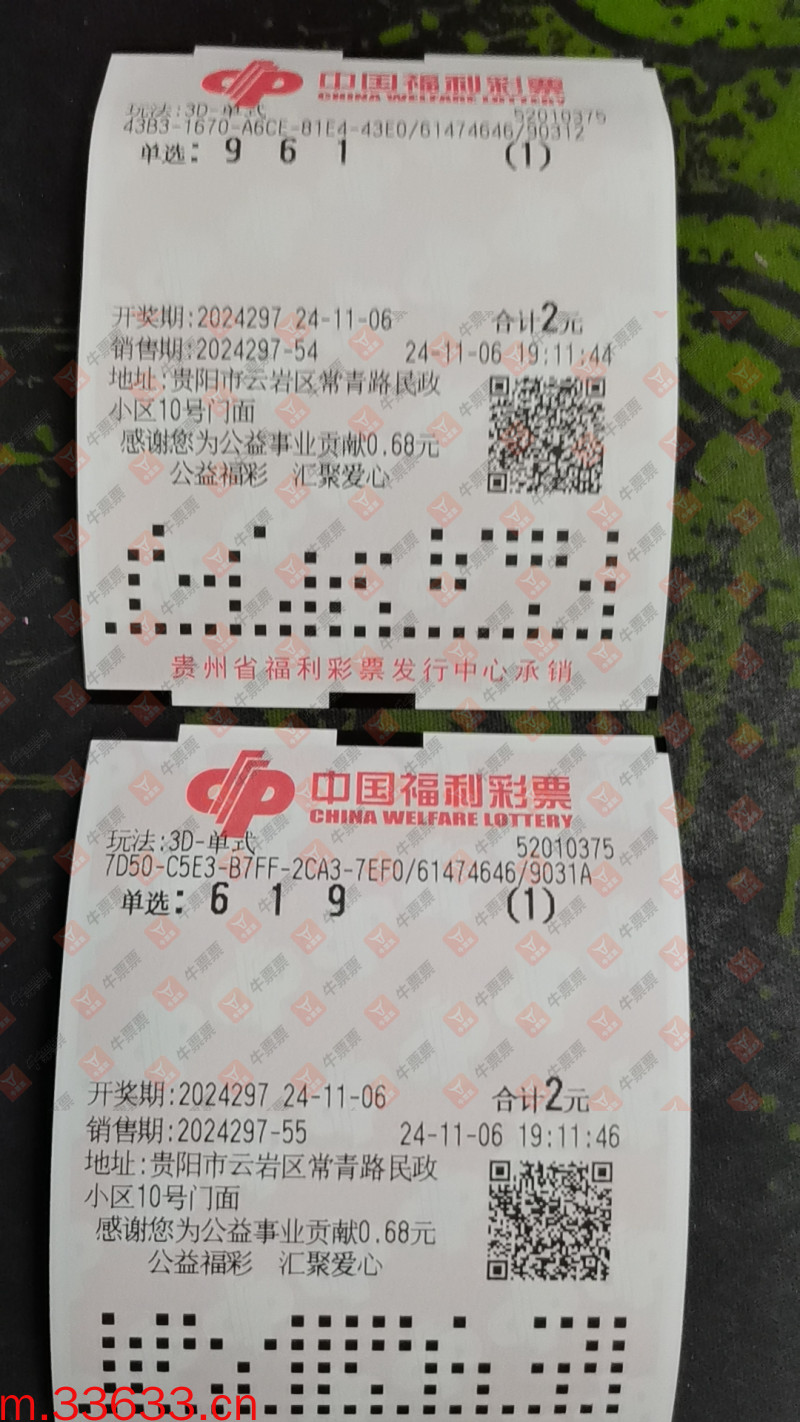 中国福利彩票
CHINA WELFARE LOTTERY
玩法:3D-单式 52010375
43B3-1670-A6CE-81E4-43E0/61474646/90312
单选: 9 6 1 (1)
开奖期:2024297 24-11-06 合计2元
销售期:2024297-54 24-11-06 19:11:44
地址:贵阳市云岩区常青路民政
小区10号门面
感谢您为公益事业贡献0.68元
公益福彩 汇聚爱心
贵州省福利彩票发行中心承销
中国福利彩票
CHINA WELFARE LOTTERY
玩法:3D-单式 52010375
7D50-C5E3-B7FF-2CA3-7EF0/61474646/9031A
单选: 6 1 9 (1)
开奖期:2024297 24-11-06 合计2元
销售期:2024297-55 24-11-06 19:11:46
地址:贵阳市云岩区常青路民政
小区10号门面
感谢您为公益事业贡献0.68元
公益福彩 汇聚爱心
m.33633.cn
牛票票